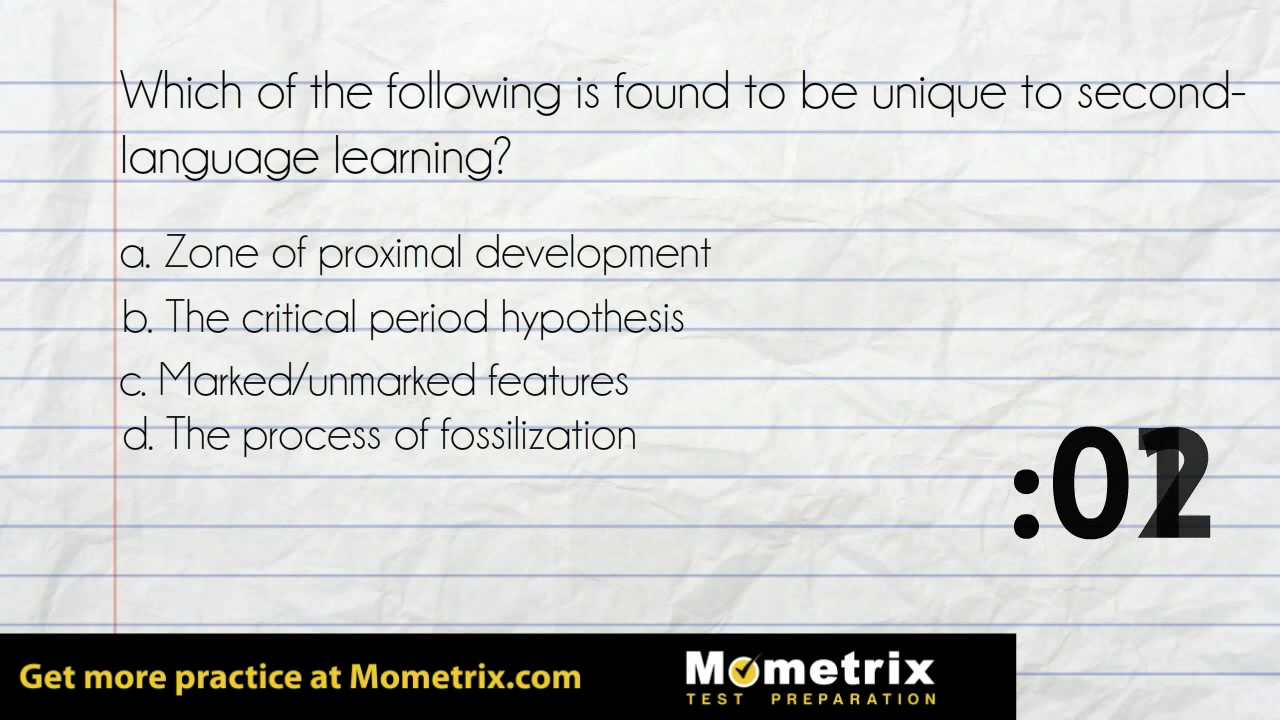 Which of the following is found to be unique to second-
language learning?
a. Zone of proximal development
b. The critical period hypothesis
c. Marked/unmarked features
d. The process of fossilization
Get more practice at Mometrix.com
Mometrix
TEST PREPARATION